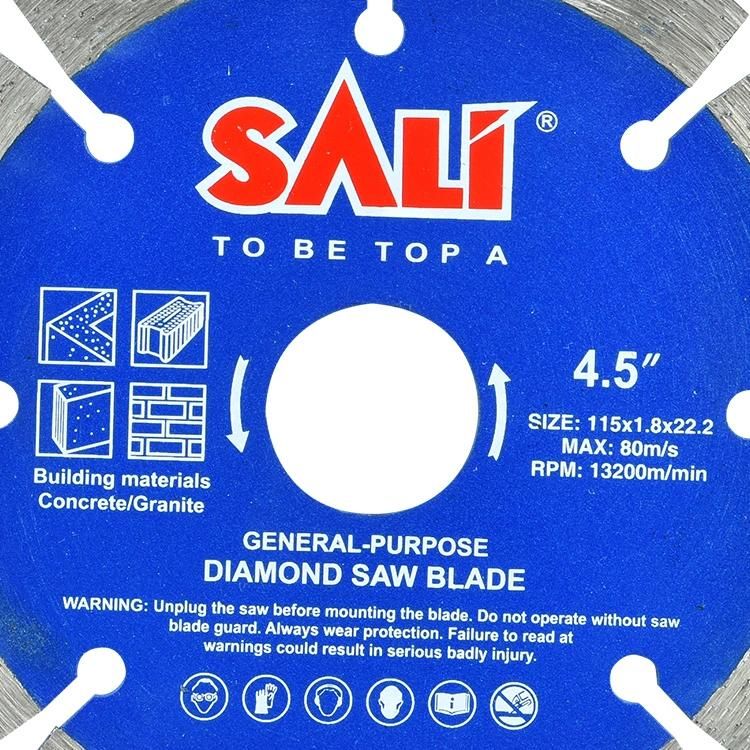 SALI®
TO BE TOP A
4.5"
SIZE: 115x1.8x22.2
MAX: 80m/s
RPM: 13200m/min
Building materials
Concrete/Granite
GENERAL-PURPOSE
DIAMOND SAW BLADE
WARNING: Unplug the saw before mounting the blade. Do not operate without saw
blade guard. Always wear protection. Failure to read at
warnings could result in serious badly injury.